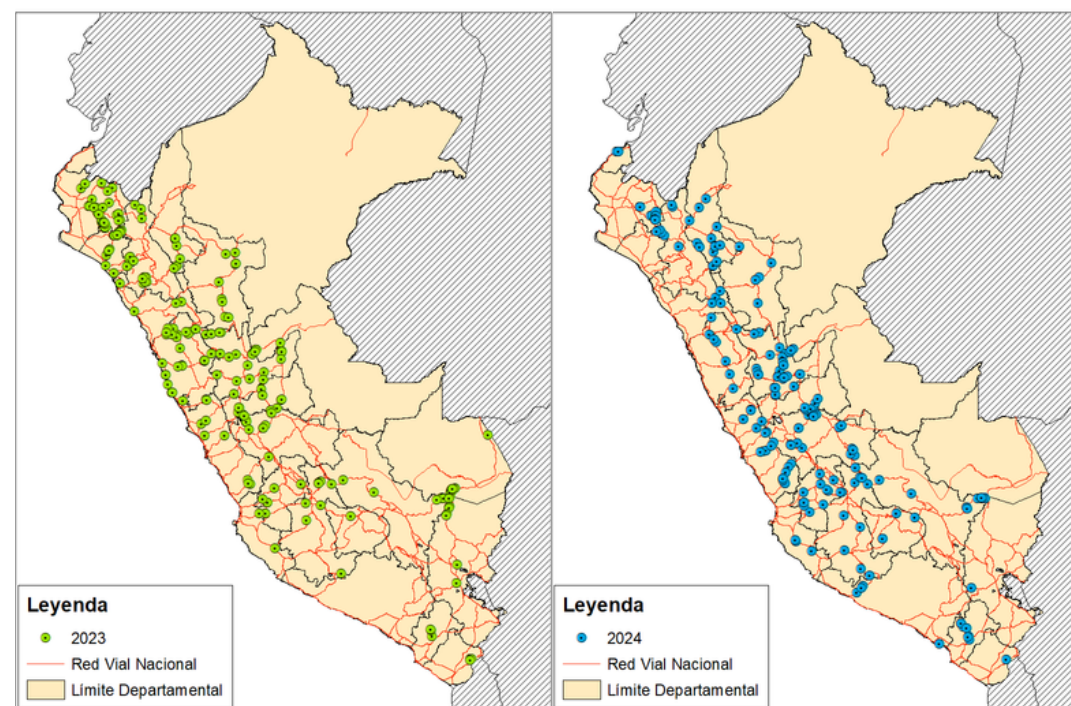 Leyenda
2023
Red Vial Nacional
Límite Departamental
Leyenda
2024
Red Vial Nacional
Límite Departamental